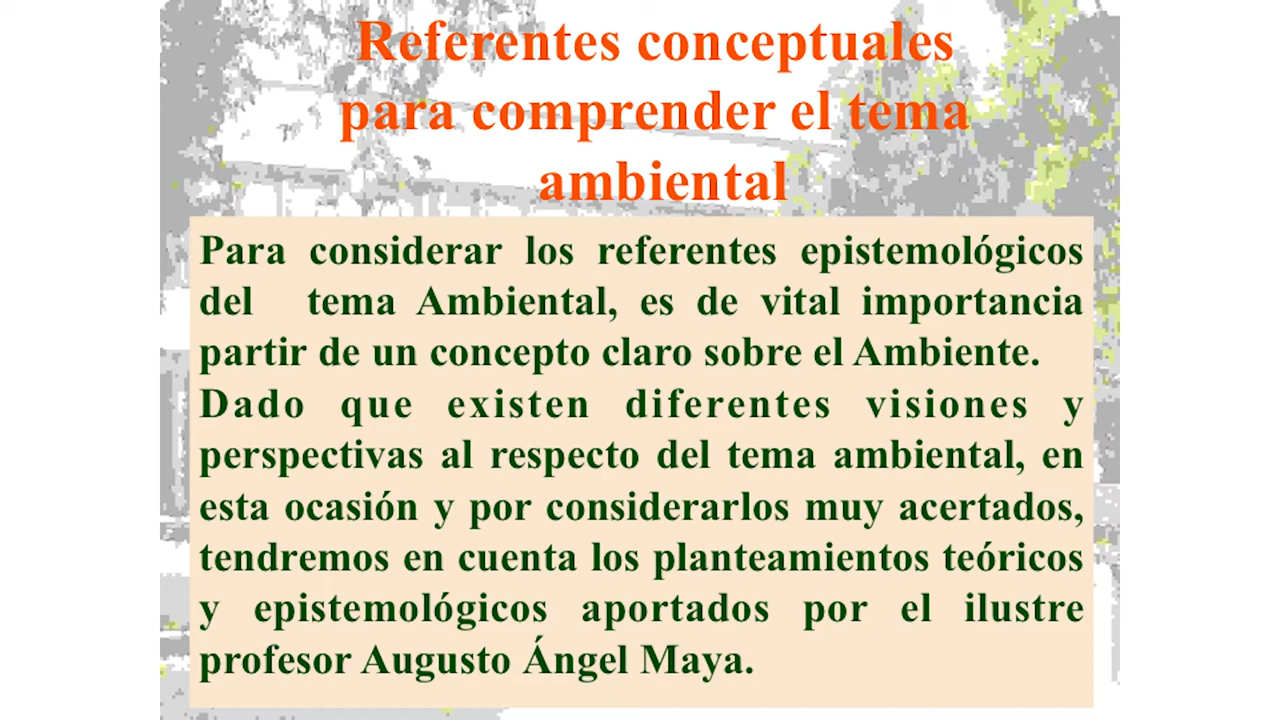 Referentes conceptuales
para comprender el tema
ambiental
Para considerar los referentes epistemológicos
del tema Ambiental, es de vital importancia
partir de un concepto claro sobre el Ambiente.
Dado que existen diferentes visiones y
perspectivas al respecto del tema ambiental, en
esta ocasión y por considerarlos muy acertados,
tendremos en cuenta los planteamientos teóricos
y epistemológicos aportados por el ilustre
profesor Augusto Ángel Maya.